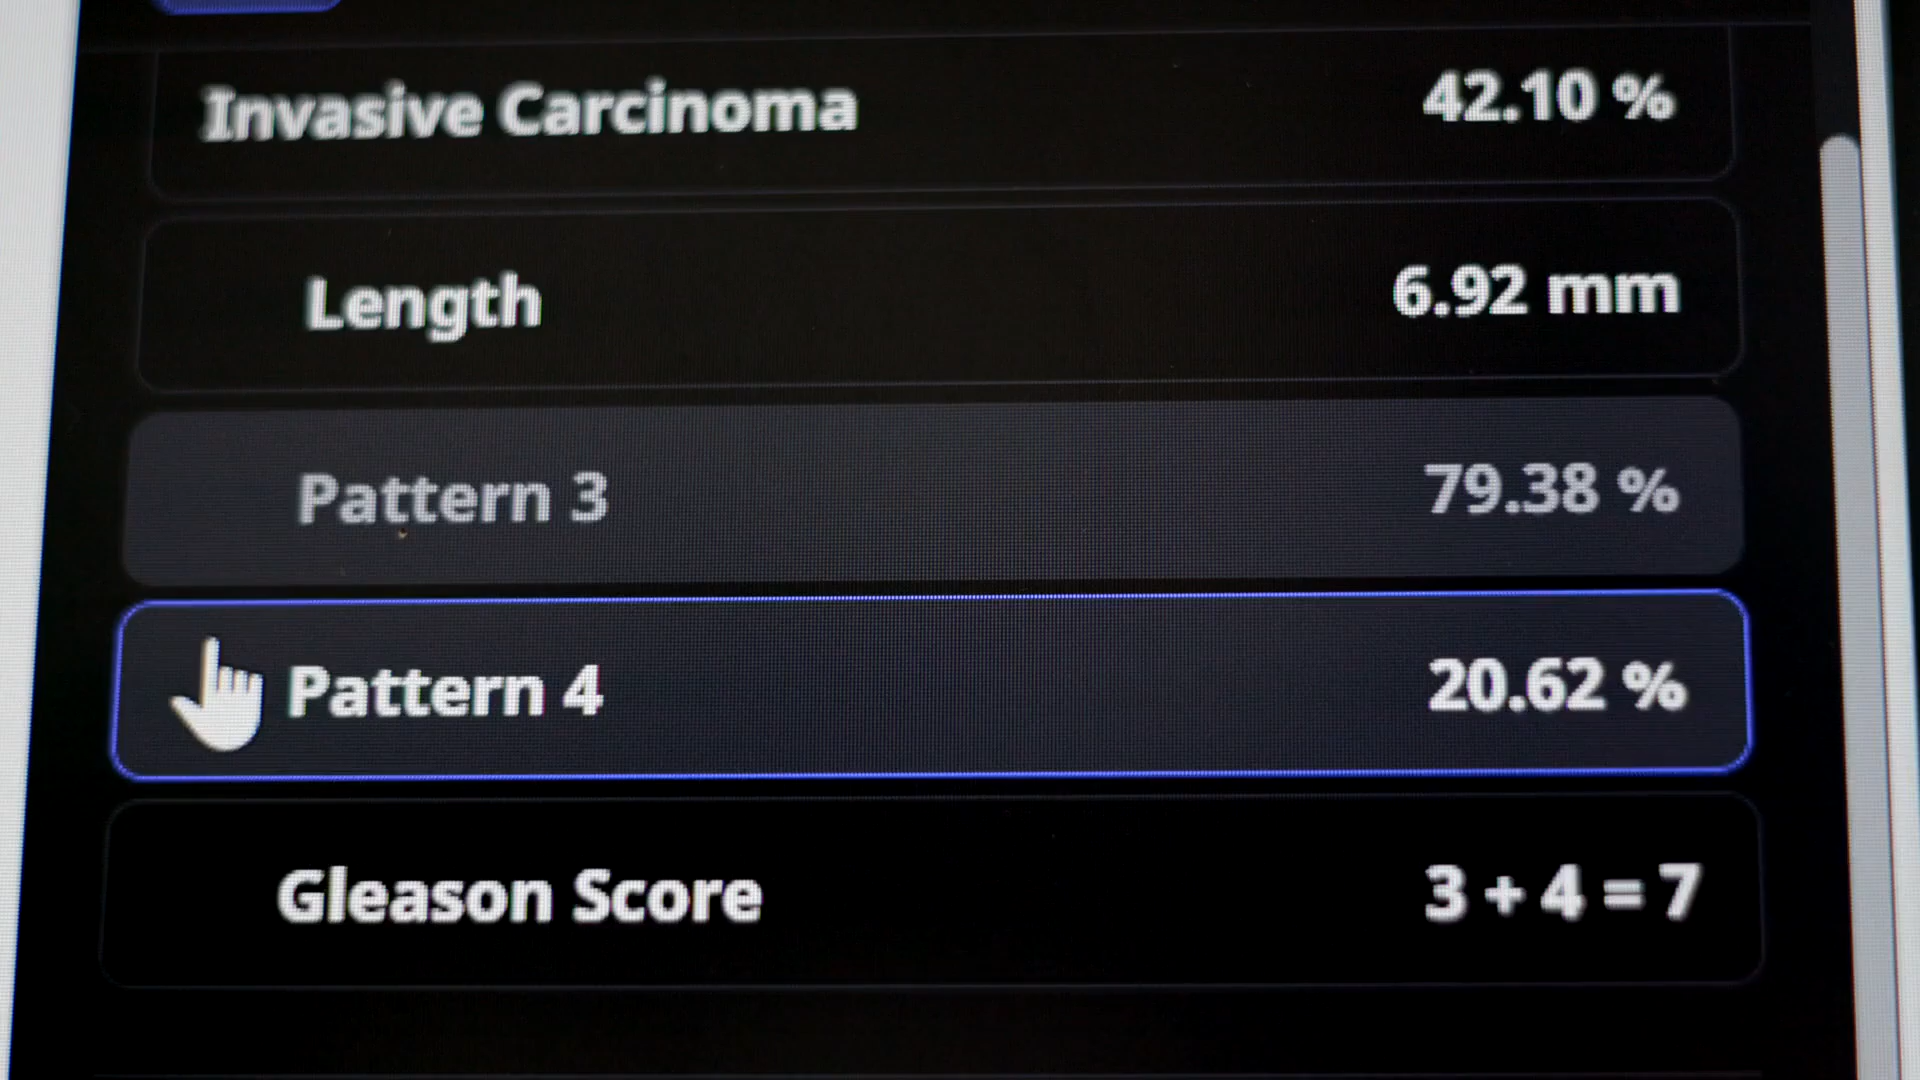 Invasive Carcinoma 42.10 %
Length 6.92 mm
Pattern 3 79.38 %
Pattern 4 20.62 %
Gleason Score 3 + 4 = 7